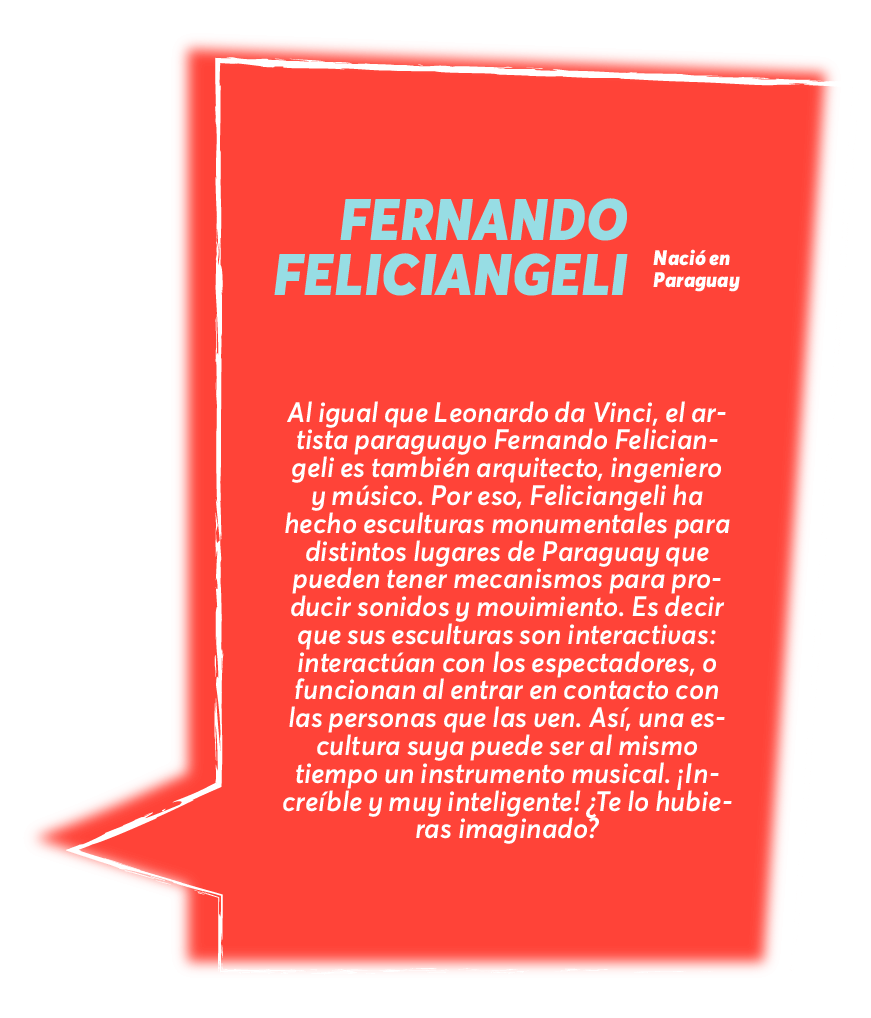 FERNANDO
FELICIANGELI
Nació en
Paraguay
Al igual que Leonardo da Vinci, el ar-
tista paraguayo Fernando Felician-
geli es también arquitecto, ingeniero
y músico. Por eso, Feliciangeli ha
hecho esculturas monumentales para
distintos lugares de Paraguay que
pueden tener mecanismos para pro-
ducir sonidos y movimiento. Es decir
que sus esculturas son interactivas:
interactúan con los espectadores, o
funcionan al entrar en contacto con
las personas que las ven. Así, una es-
cultura suya puede ser al mismo
tiempo un instrumento musical. ¡In-
creíble y muy inteligente! ¿Te lo hubie-
ras imaginado?